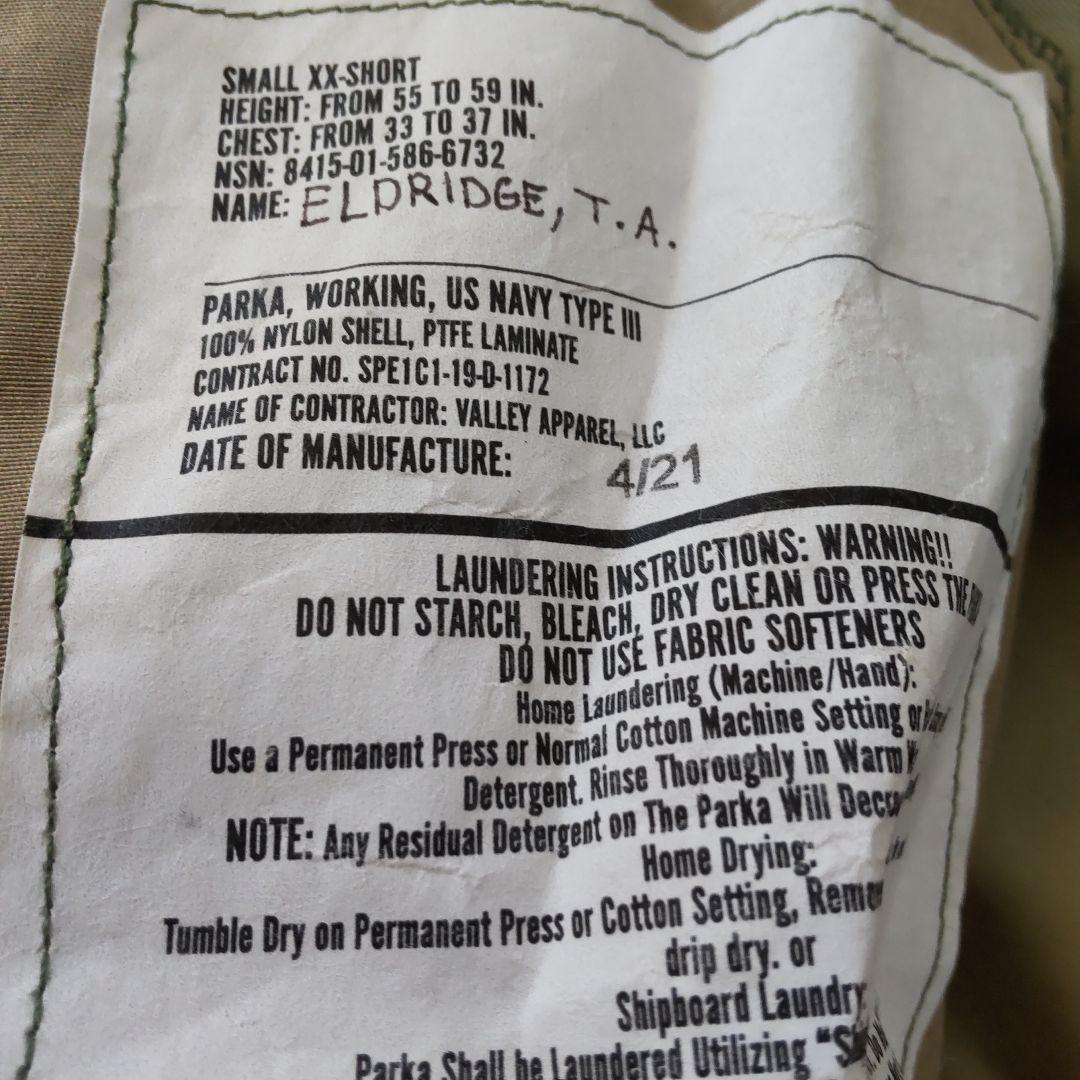 SMALL XX-SHORT
HEIGHT: FROM 55 TO 59 IN.
CHEST: FROM 33 TO 37 IN.
NSN: 8415-01-586-6732
NAME: ELDRIDGE, T.A.
PARKA, WORKING, US NAVY TYPE III
100% NYLON SHELL, PTFE LAMINATE
CONTRACT NO. SPE1C1-19-D-1172
NAME OF CONTRACTOR: VALLEY APPAREL, LLC
DATE OF MANUFACTURE: 4/21
LAUNDERING INSTRUCTIONS: WARNING!!
DO NOT STARCH, BLEACH, DRY CLEAN OR PRESS THE
DO NOT USE FABRIC SOFTENERS
Home Laundering (Machine/Hand):
Use a Permanent Press or Normal Cotton Machine Setting or
Detergent. Rinse Thoroughly in Warm
NOTE: Any Residual Detergent on The Parka Will
Home Drying:
Tumble Dry on Permanent Press or Cotton Setting,
drip dry. or
Shipboard Laundry
Parka Shall be Laundered Utilizing